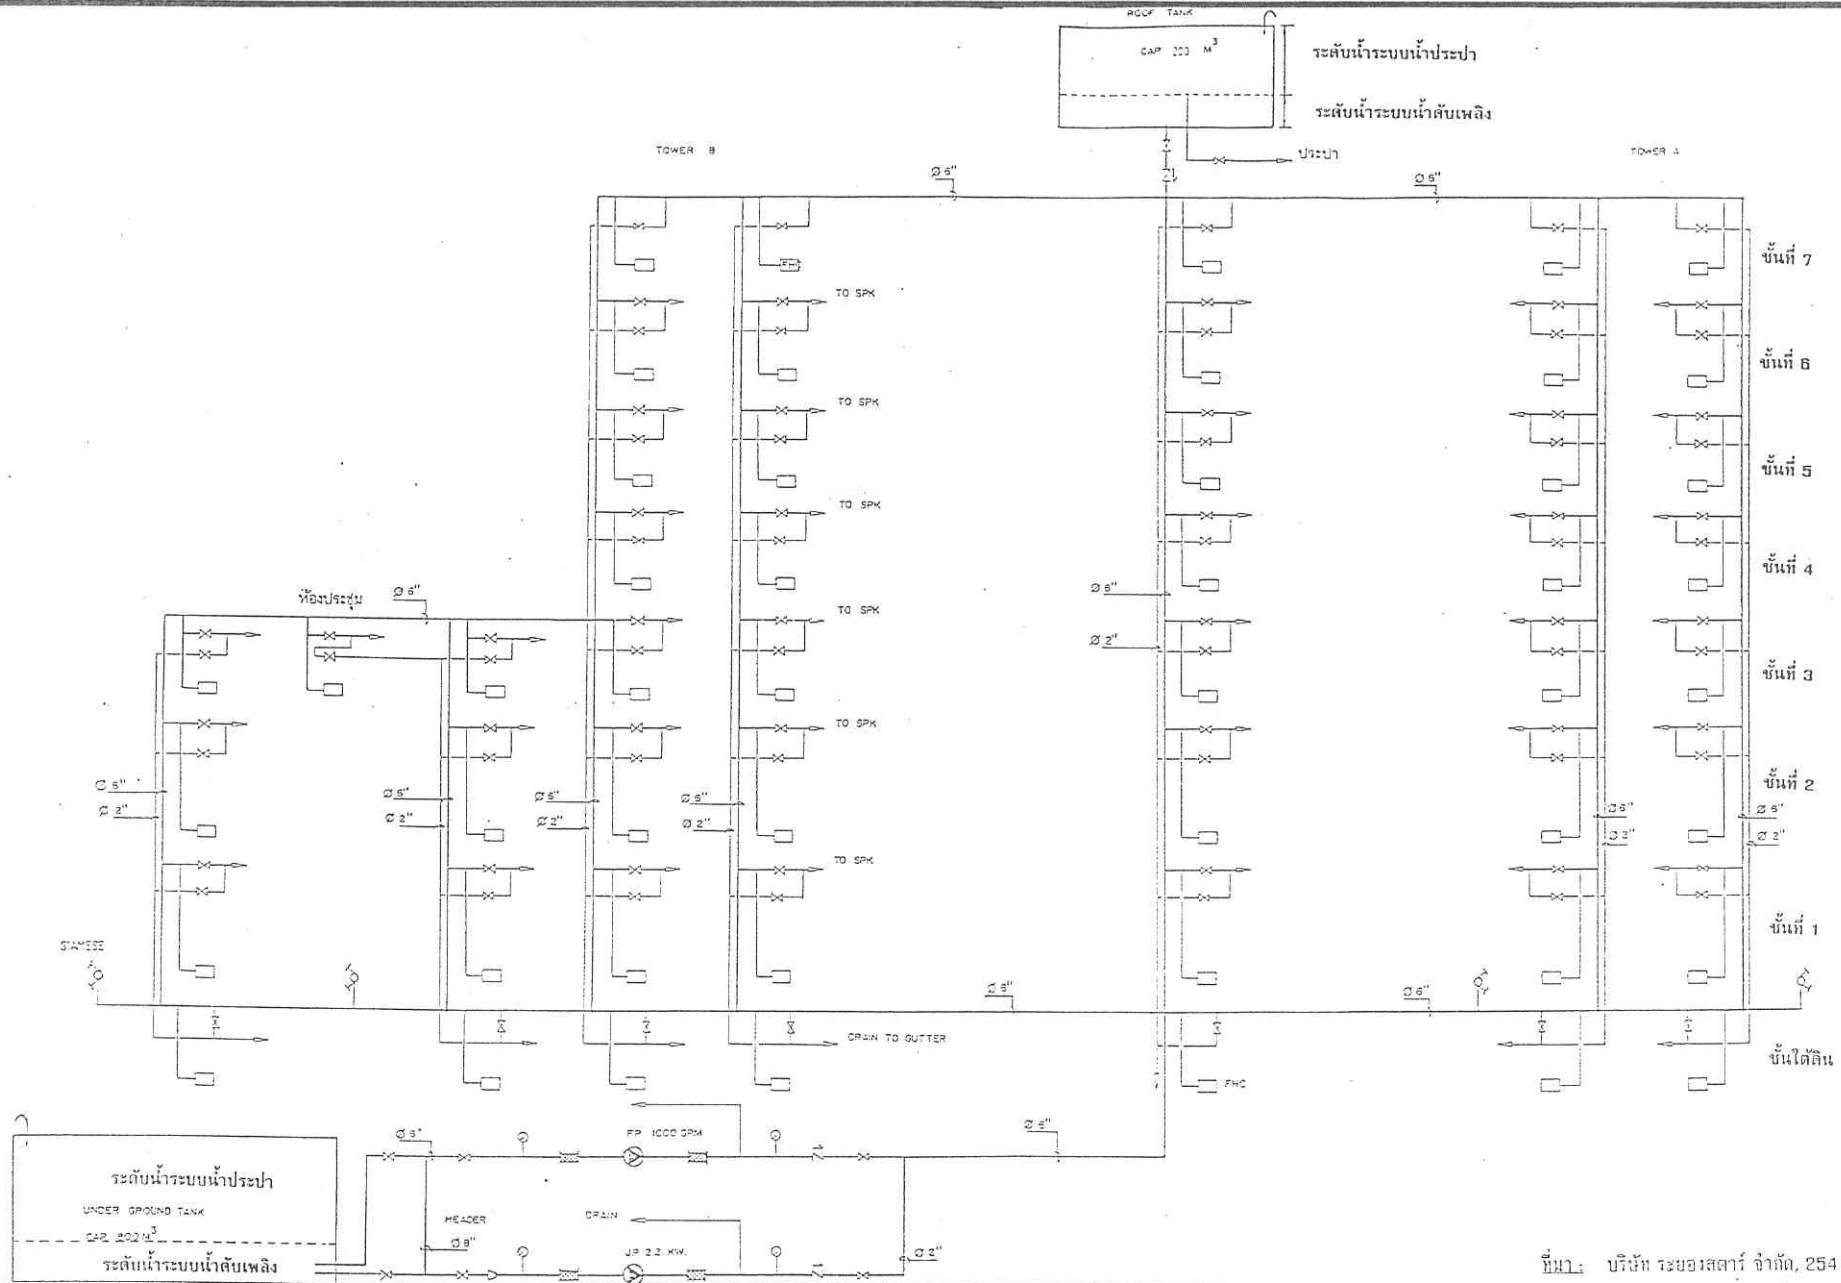 ROOF TANK
CAP 200 M³
ระดับน้ำระบบน้ำประปา
ระดับน้ำระบบน้ำดับเพลิง
ประปา
TOWER B
TOWER A
Ø 6"
Ø 6"
ชั้นที่ 7
TO SPK
ชั้นที่ 6
TO SPK
ชั้นที่ 5
TO SPK
ชั้นที่ 4
ห้องประชุม
Ø 6"
Ø 6"
TO SPK
Ø 2"
ชั้นที่ 3
TO SPK
ชั้นที่ 2
Ø 6"
Ø 6"
Ø 6"
Ø 6"
Ø 6"
Ø 6"
Ø 2"
Ø 2"
Ø 2"
Ø 2"
Ø 2"
Ø 2"
TO SPK
ชั้นที่ 1
SIAMESE
Ø 6"
Ø 6"
DRAIN TO GUTTER
ชั้นใต้ดิน
FHC
FP 1000 GPM
Ø 6"
ระดับน้ำระบบน้ำประปา
UNDER GROUND TANK
HEADER
DRAIN
Ø 8"
JP 2.2 KW.
Ø 2"
ระดับน้ำระบบน้ำดับเพลิง
ที่มา : บริษัท ระยองสตาร์ จำกัด, 254